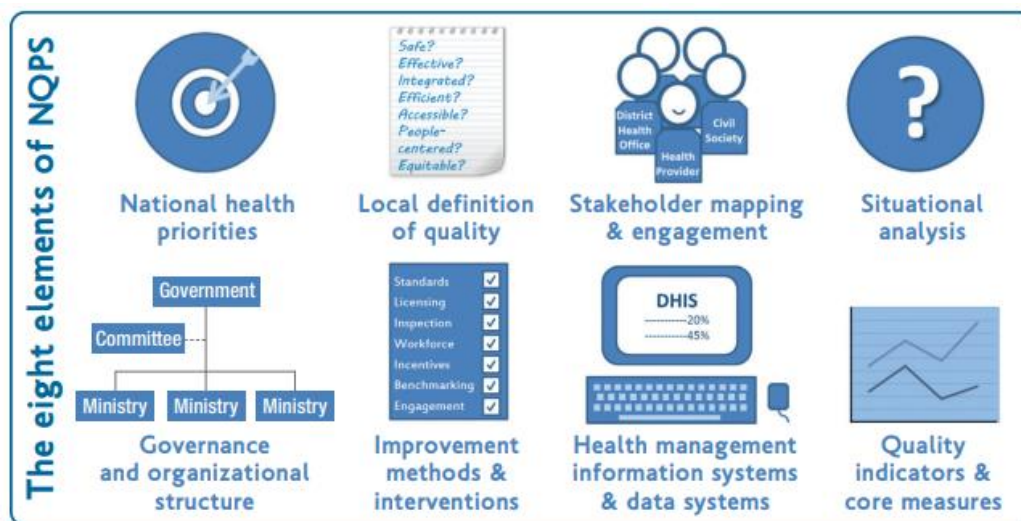 The eight elements of NQPS
Safe?
Effective?
Integrated?
Efficient?
Accessible?
People-
centered?
Equitable?
District
Health
Office
Civil
Society
Health
Provider
?
National health
priorities
Local definition
of quality
Stakeholder mapping
& engagement
Situational
analysis
Government
Committee
Ministry Ministry Ministry
Standards
Licensing
Inspection
Workforce
Incentives
Benchmarking
Engagement
DHIS
-----------20%
-----------45%
Governance
and organizational
structure
Improvement
methods &
interventions
Health management
information systems
& data systems
Quality
indicators &
core measures